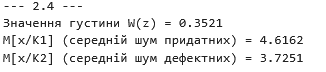 --- 2.4 ---
Значення густини W(z) = 0.3521
M[x/K1] (середній шум придатних) = 4.6162
M[x/K2] (середній шум дефектних) = 3.7251